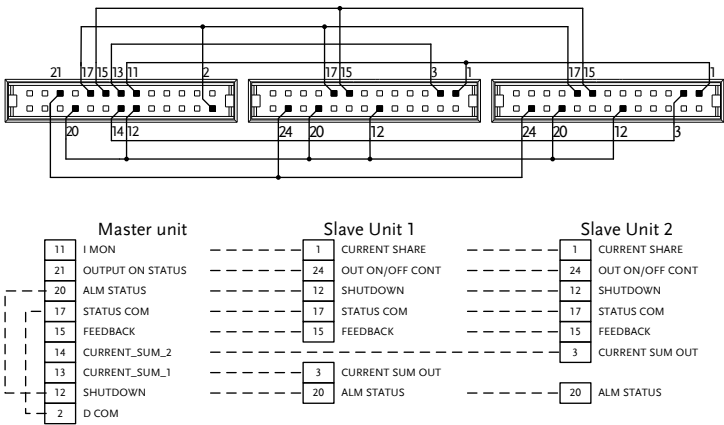 21 17 15 13 11 2 17 15 3 1 17 15 1
20 14 12 24 20 12 24 20 12 3
Master unit Slave Unit 1 Slave Unit 2
11 I MON 1 CURRENT SHARE 1 CURRENT SHARE
21 OUTPUT ON STATUS 24 OUT ON/OFF CONT 24 OUT ON/OFF CONT
20 ALM STATUS 12 SHUTDOWN 12 SHUTDOWN
17 STATUS COM 17 STATUS COM 17 STATUS COM
15 FEEDBACK 15 FEEDBACK 15 FEEDBACK
14 CURRENT_SUM_2 3 CURRENT SUM OUT
13 CURRENT_SUM_1 3 CURRENT SUM OUT
12 SHUTDOWN 20 ALM STATUS 20 ALM STATUS
2 D COM